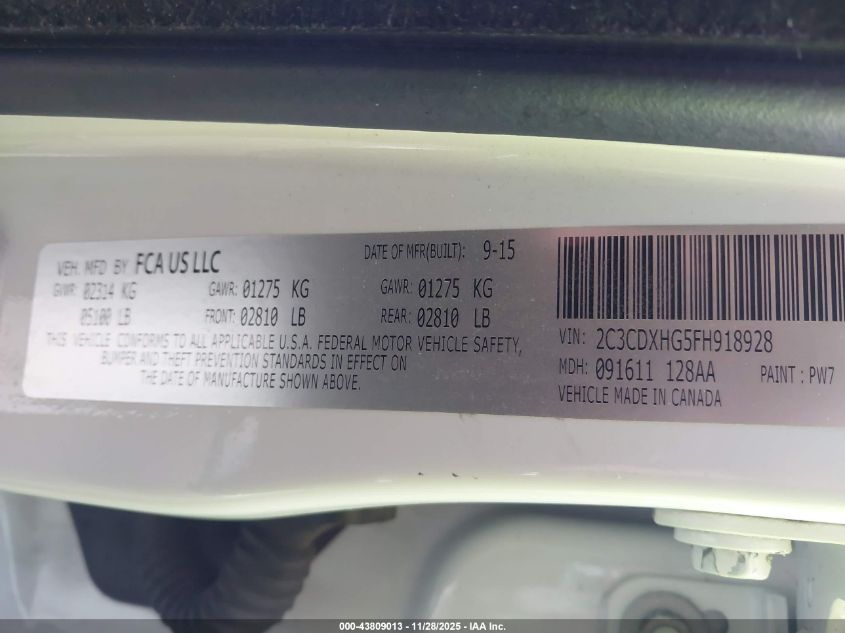 VEH. MFD BY FCA US LLC DATE OF MFR(BUILT): 9-15
GVWR: 02314 KG GAWR: 01275 KG GAWR: 01275 KG
05100 LB FRONT: 02810 LB REAR: 02810 LB
THIS VEHICLE CONFORMS TO ALL APPLICABLE U.S.A. FEDERAL MOTOR VEHICLE SAFETY,
BUMPER AND THEFT PREVENTION STANDARDS IN EFFECT ON
THE DATE OF MANUFACTURE SHOWN ABOVE.
VIN: 2C3CDXHG5FH918928
MDH: 091611 128AA PAINT: PW7
VEHICLE MADE IN CANADA
000-43809013 - 11/28/2025 - IAA Inc.